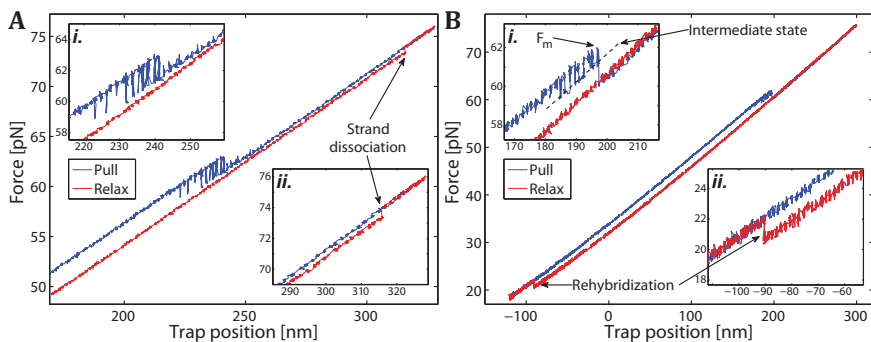 A
Force [pN]
75
70
65
60
55
50
200
250
300
Trap position [nm]
i.
64
62
60
58
220
230
240
250
Pull
Relax
Strand
dissociation
ii.
76
74
72
70
290
300
310
320
B
Force [pN]
70
60
50
40
30
20
−100
0
100
200
300
Trap position [nm]
i.
Fm
Intermediate state
62
60
58
170
180
190
200
210
Pull
Relax
Rehybridization
ii.
24
22
20
18
−100
−90
−80
−70
−60